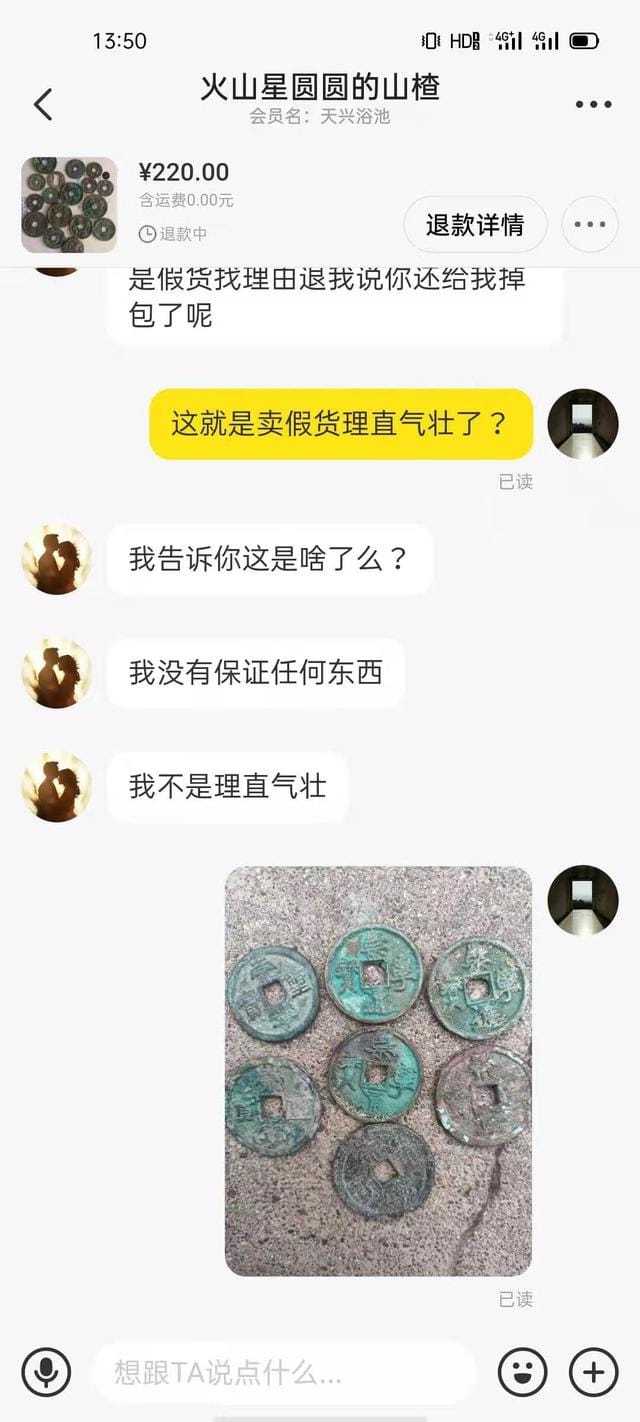 13:50
HD 4G+ 4G
火山星圆圆的山楂
会员名：天兴浴池
¥220.00
含运费0.00元
退款中
退款详情
是假货找理由退我说你还给我掉
包了呢
这就是卖假货理直气壮了？
已读
我告诉你这是啥了么？
我没有保证任何东西
我不是理直气壮
已读
想跟TA说点什么...